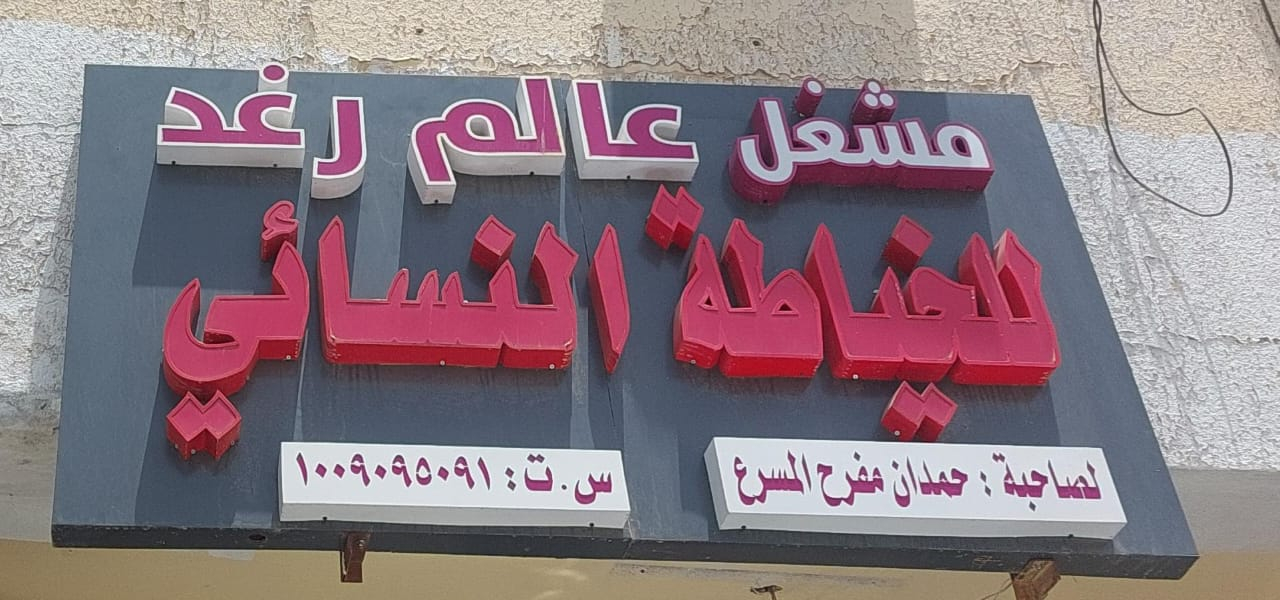 مشغل عالم رغد
للخياطة النسائي
لصاحبة : حمدان مفرح المسرع
س.ت : ١٠٠٩٠٩٥٠٩١